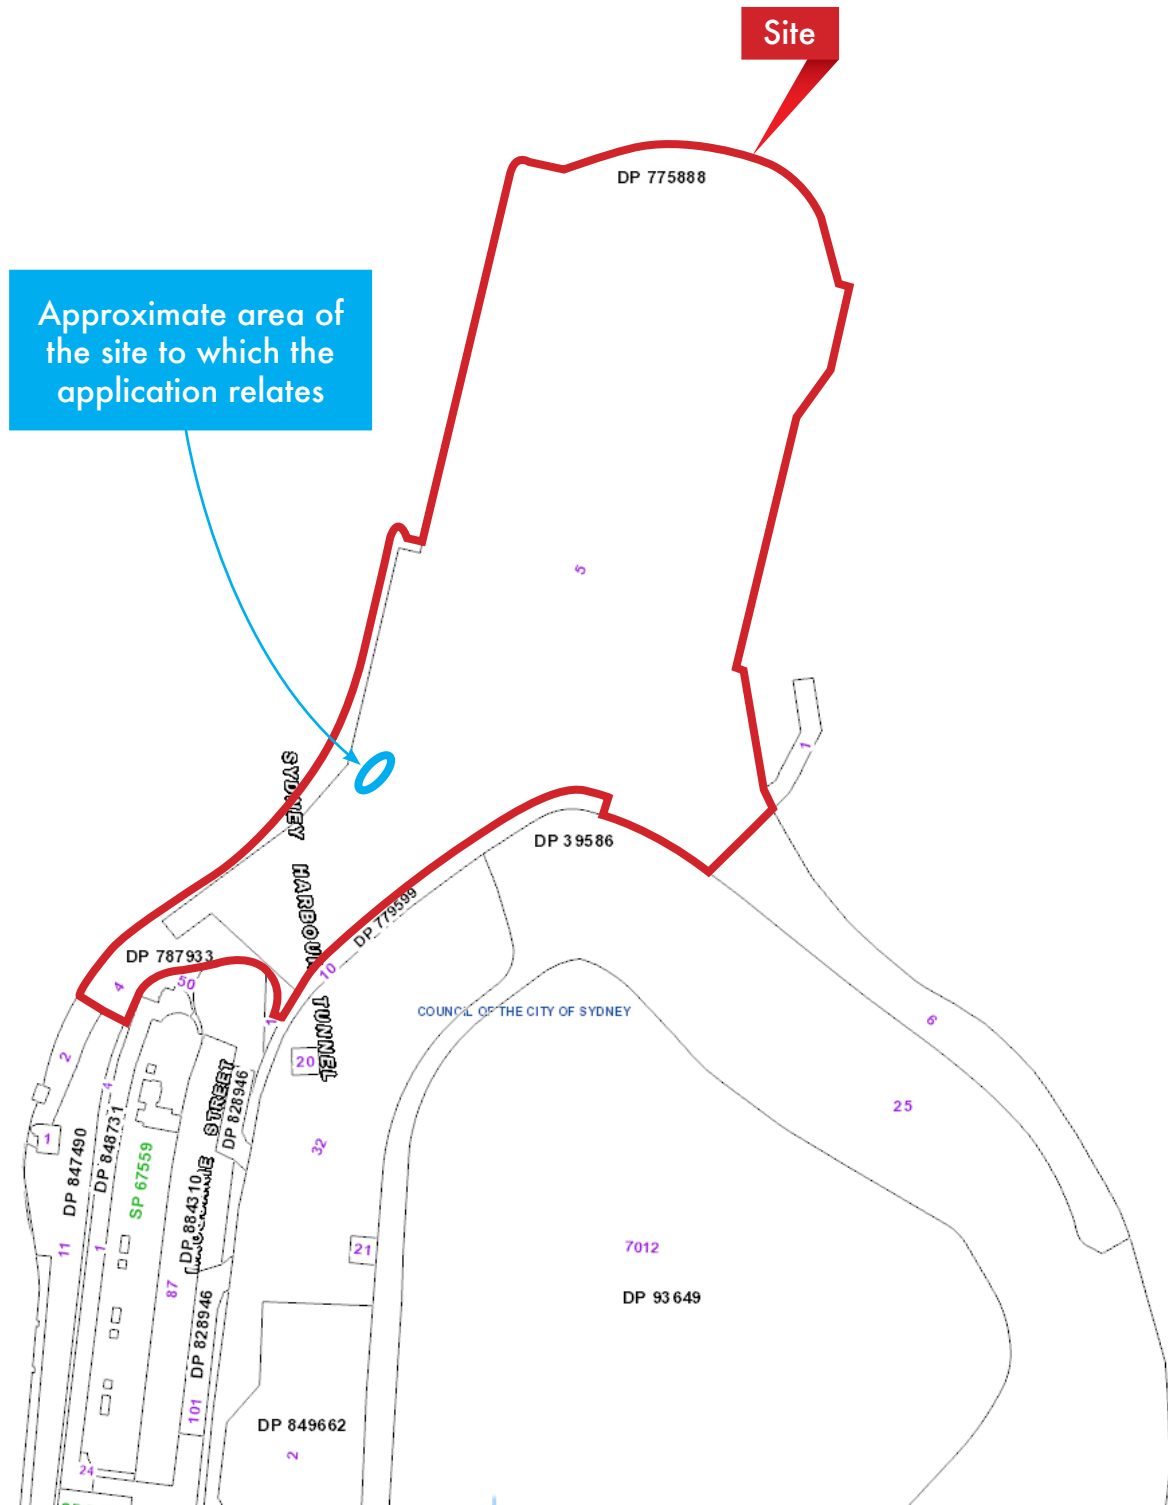 Site
DP 775888
Approximate area of
the site to which the
application relates
5
1
SYDNEY HARBOUR TUNNEL
DP 39586
DP 779599
DP 787933
4
50
10
1
COUNCIL OF THE CITY OF SYDNEY
6
2
20
4
STREET
DP 828946
25
32
1
DP 847490
DP 848731
SP 67559
DP 884310
11
1
21
7012
87
DP 93649
DP 828946
101
DP 849662
2
24